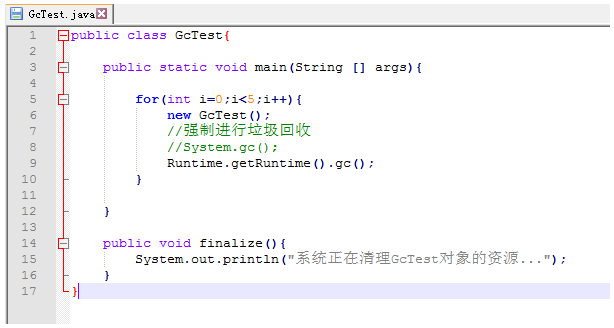 GcTest.java
1 public class GcTest{
2
3 public static void main(String [] args){
4
5 for(int i=0;i<5;i++){
6 new GcTest();
7 //强制进行垃圾回收
8 //System.gc();
9 Runtime.getRuntime().gc();
10 }
11
12 }
13
14 public void finalize(){
15 System.out.println("系统正在清理GcTest对象的资源...");
16 }
17 }